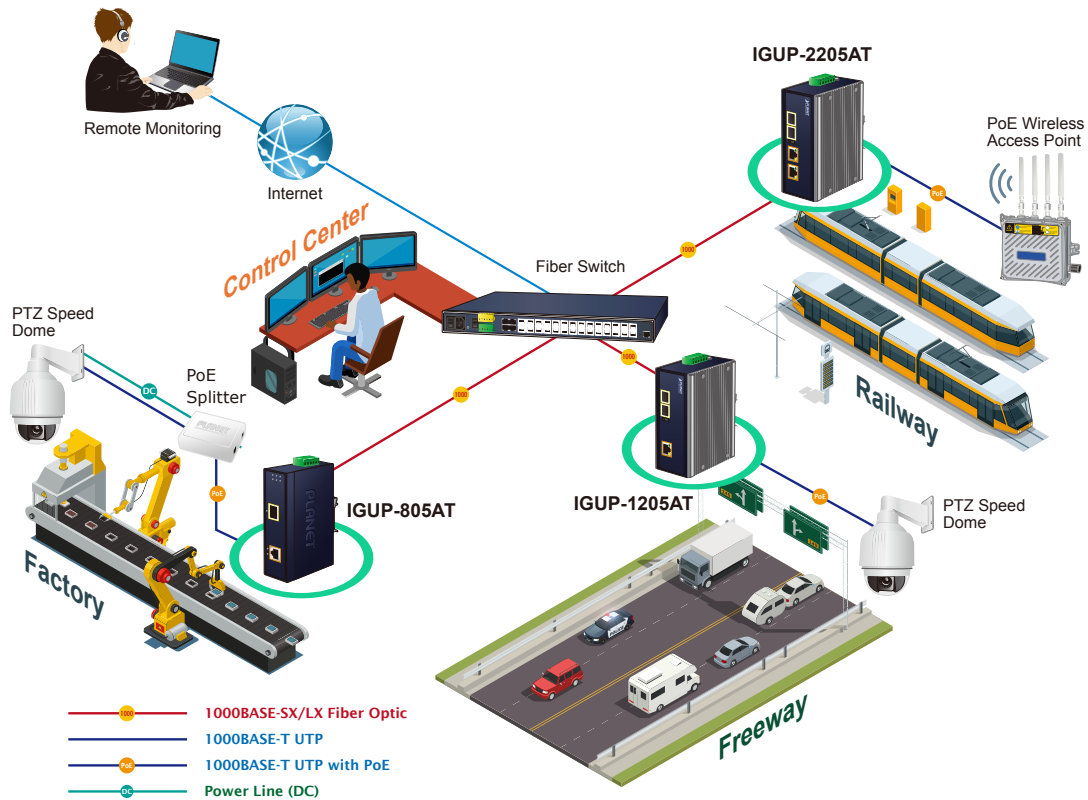 IGUP-2205AT
Remote Monitoring
PoE Wireless
Access Point
PoE
Internet
Control Center
1000
Fiber Switch
PTZ Speed
Dome
DC
PoE
Splitter
PLANET
1000
1000
Railway
PoE
IGUP-805AT
PLANET
IGUP-1205AT
PoE
PTZ Speed
Dome
Factory
Freeway
1000 1000BASE-SX/LX Fiber Optic
1000BASE-T UTP
PoE 1000BASE-T UTP with PoE
DC Power Line (DC)